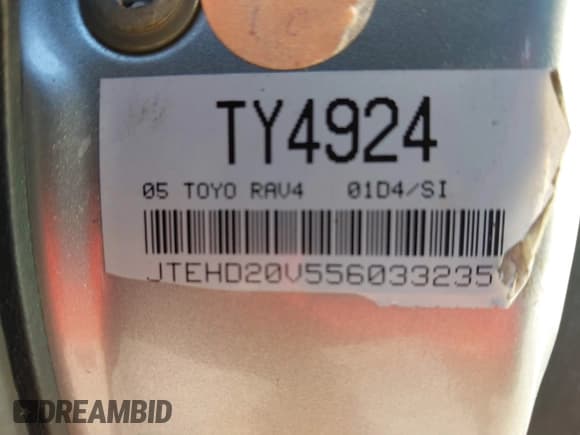 TY4924
05 TOYO RAV4 01D4/SI
JTEHD20V556033235
DREAMBID